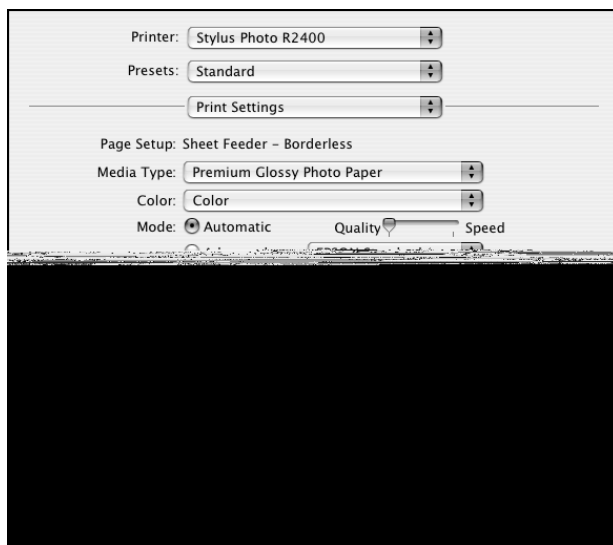 Printer: Stylus Photo R2400
Presets: Standard
Print Settings
Page Setup: Sheet Feeder – Borderless
Media Type: Premium Glossy Photo Paper
Color: Color
Mode: Automatic Quality Speed